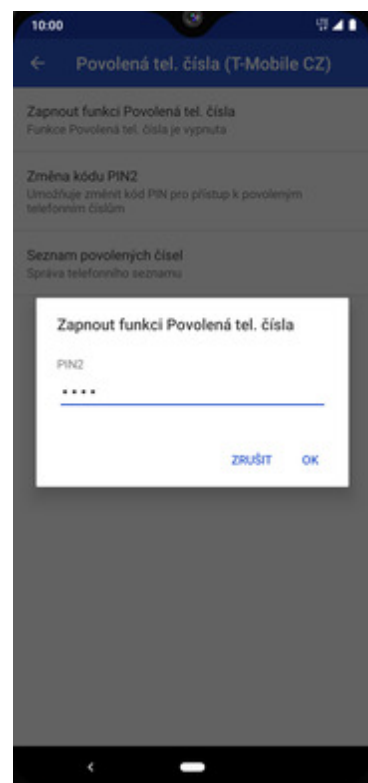 10:00
Povolená tel. čísla (T-Mobile CZ)
Zapnout funkci Povolená tel. čísla
Funkce Povolená tel. čísla je vypnuta
Změna kódu PIN2
Umožňuje změnit kód PIN pro přístup k povoleným
telefonním číslům
Seznam povolených čísel
Správa telefonního seznamu
Zapnout funkci Povolená tel. čísla
PIN2
••••
ZRUŠIT OK